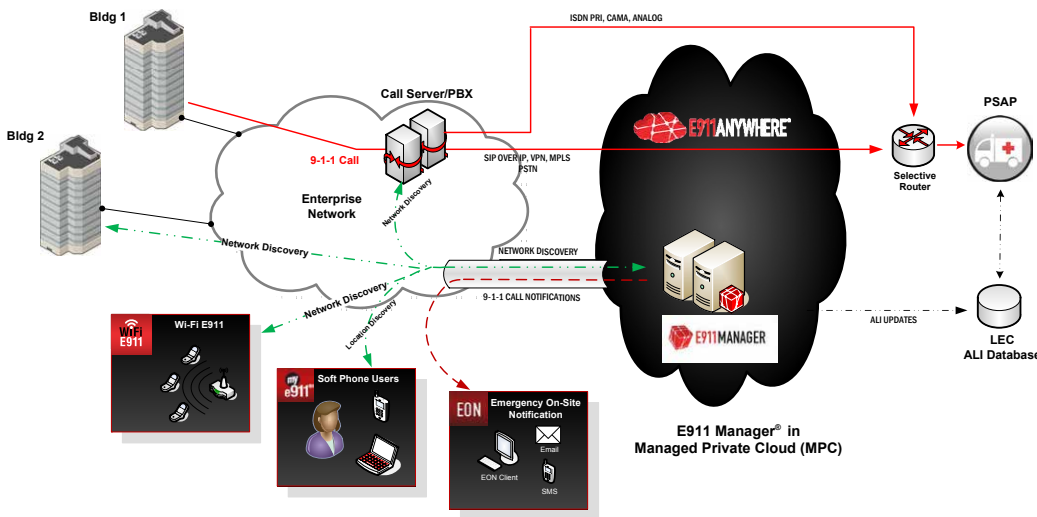 Bldg 1
ISDN PRI, CAMA, ANALOG
Call Server/PBX
PSAP
Bldg 2
E911ANYWHERE®
9-1-1 Call
SIP OVER IP, VPN, MPLS
PSTN
Selective
Router
Enterprise
Network
Network Discovery
Network Discovery
NETWORK DISCOVERY
Network Discovery
9-1-1 CALL NOTIFICATIONS
Location Discovery
WiFi
E911
Wi-Fi E911
E911MANAGER
ALI UPDATES
LEC
ALI Database
my
e911™
Soft Phone Users
EON
Emergency On-Site
Notification
Email
EON Client
SMS
E911 Manager® in
Managed Private Cloud (MPC)